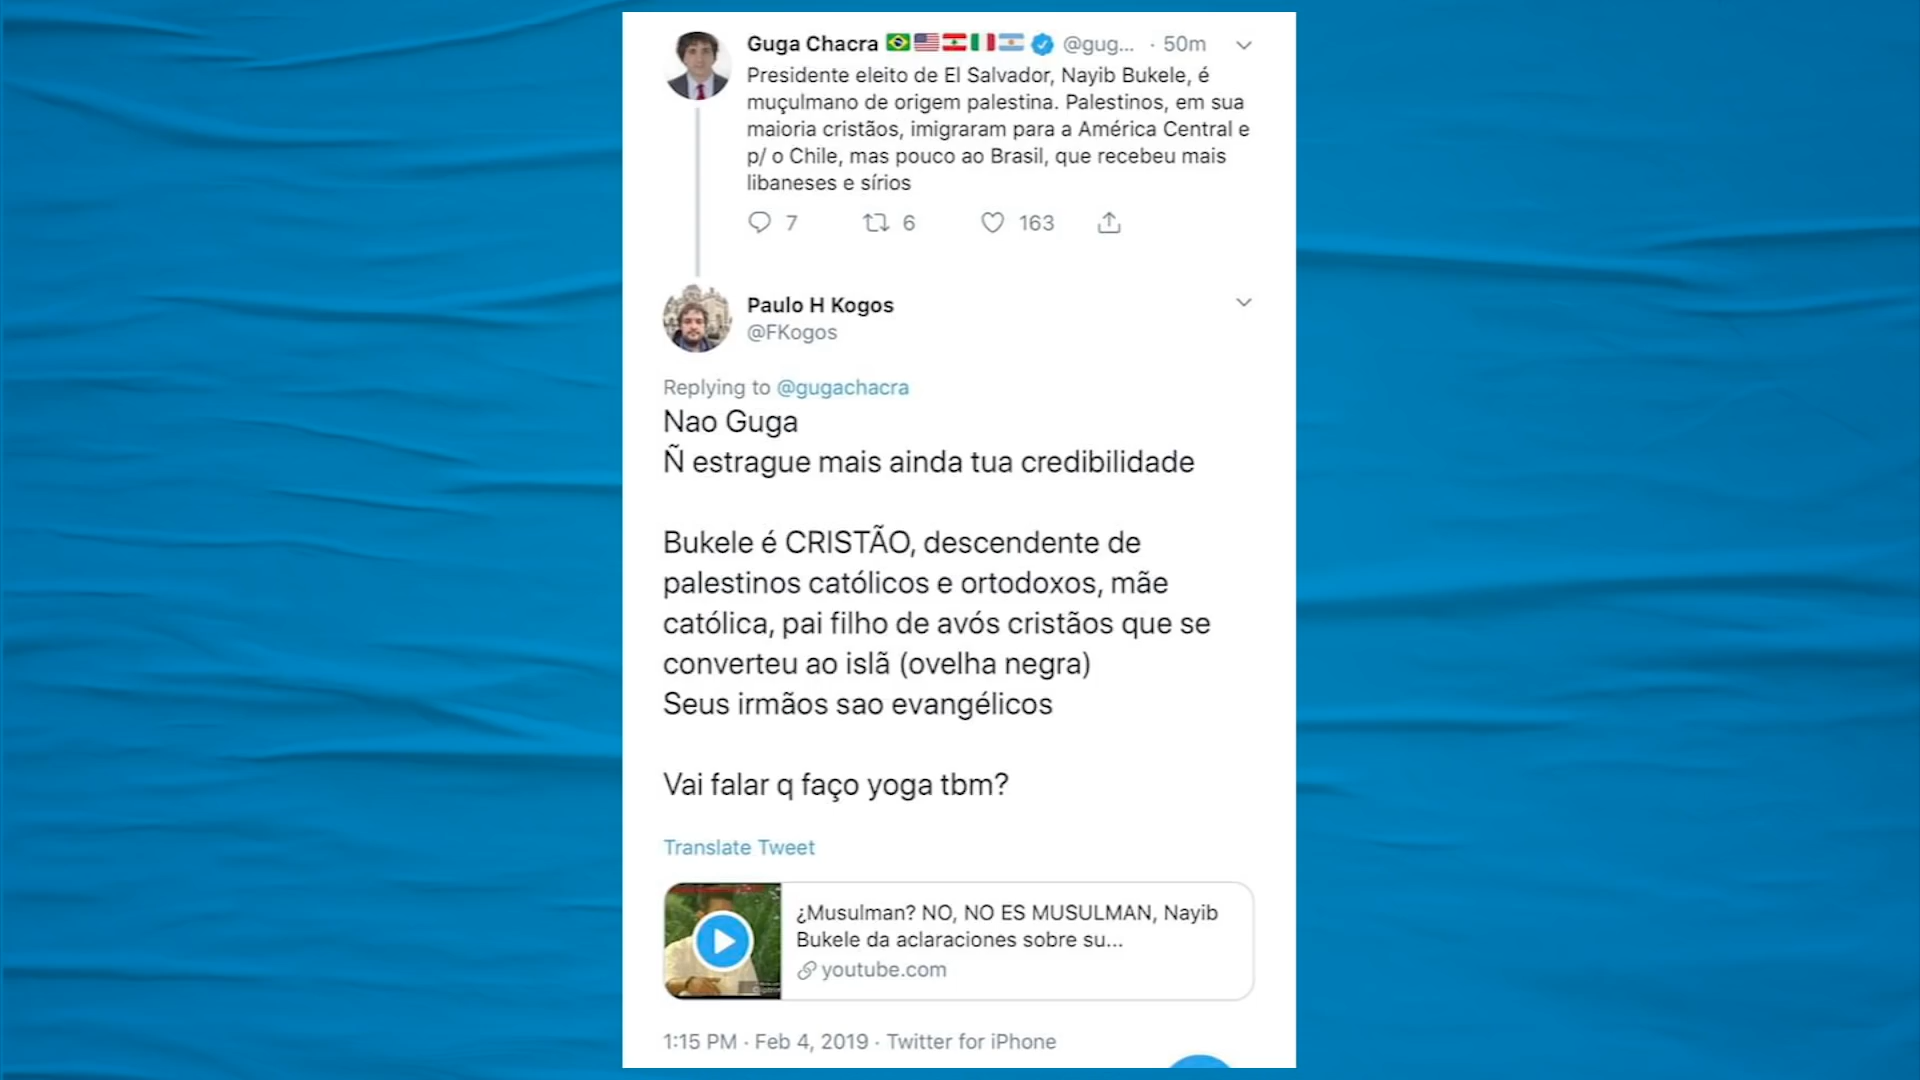 Guga Chacra 🇧🇷🇺🇸🇱🇧🇮🇹🇦🇷 @gug... · 50m
Presidente eleito de El Salvador, Nayib Bukele, é
muçulmano de origem palestina. Palestinos, em sua
maioria cristãos, imigraram para a América Central e
p/ o Chile, mas pouco ao Brasil, que recebeu mais
libaneses e sírios
7 6 163
Paulo H Kogos
@FKogos
Replying to @gugachacra
Nao Guga
Ñ estrague mais ainda tua credibilidade
Bukele é CRISTÃO, descendente de
palestinos católicos e ortodoxos, mãe
católica, pai filho de avós cristãos que se
converteu ao islã (ovelha negra)
Seus irmãos sao evangélicos
Vai falar q faço yoga tbm?
Translate Tweet
¿Musulman? NO, NO ES MUSULMAN, Nayib
Bukele da aclaraciones sobre su...
youtube.com
1:15 PM · Feb 4, 2019 · Twitter for iPhone